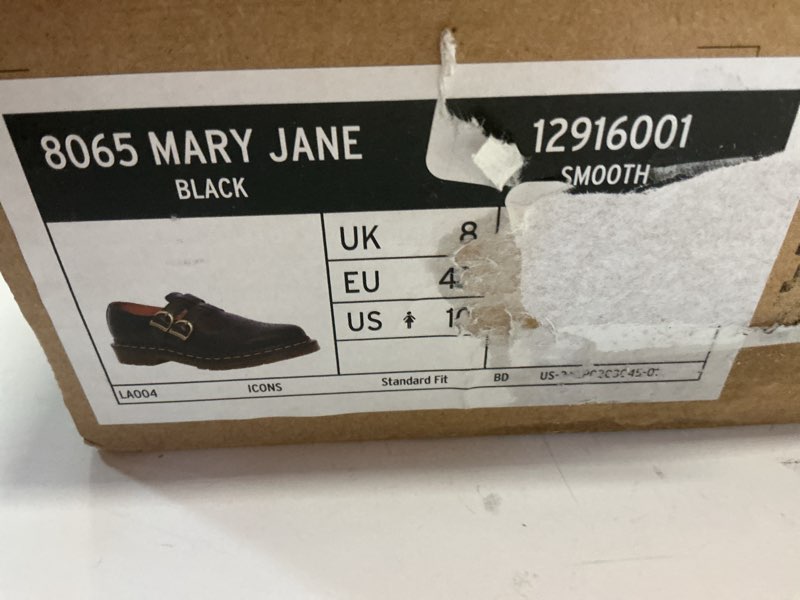 8065 MARY JANE
BLACK
12916001
SMOOTH
UK 8
EU
US
LA004
ICONS
Standard Fit
BD